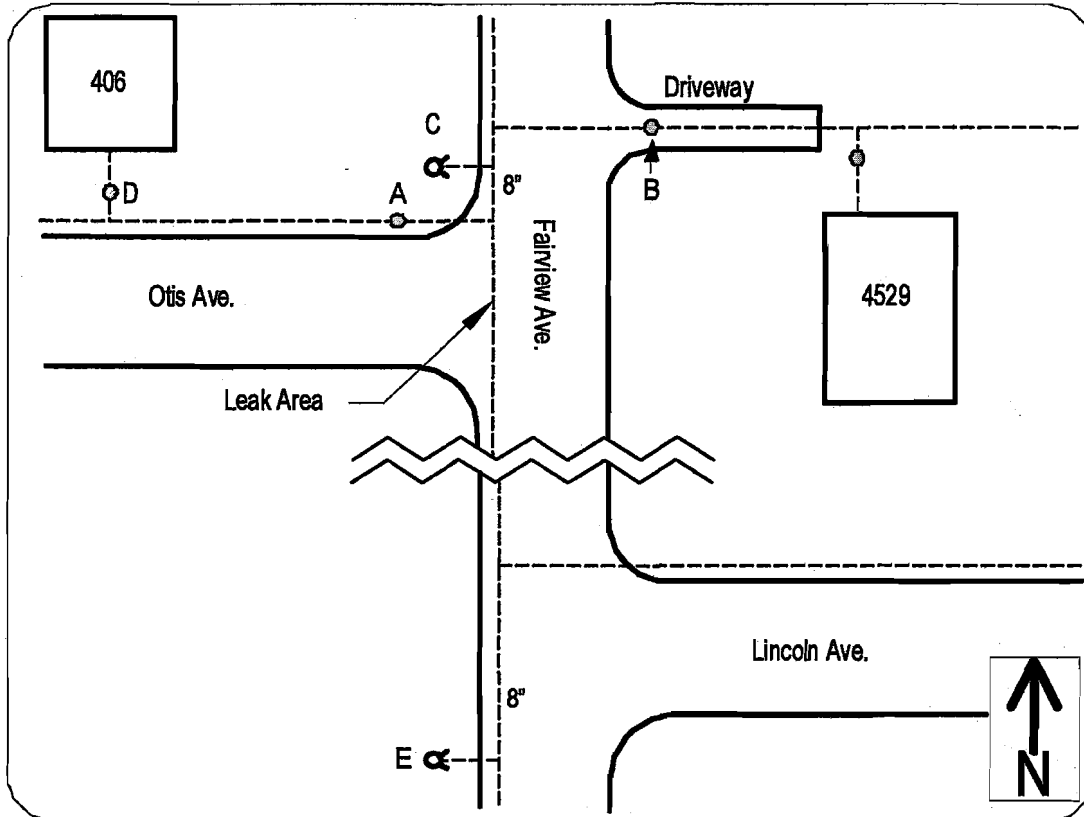 406
Driveway
C
8"
D
A
B
Fairview Ave.
Otis Ave.
4529
Leak Area
Lincoln Ave.
8"
E
N